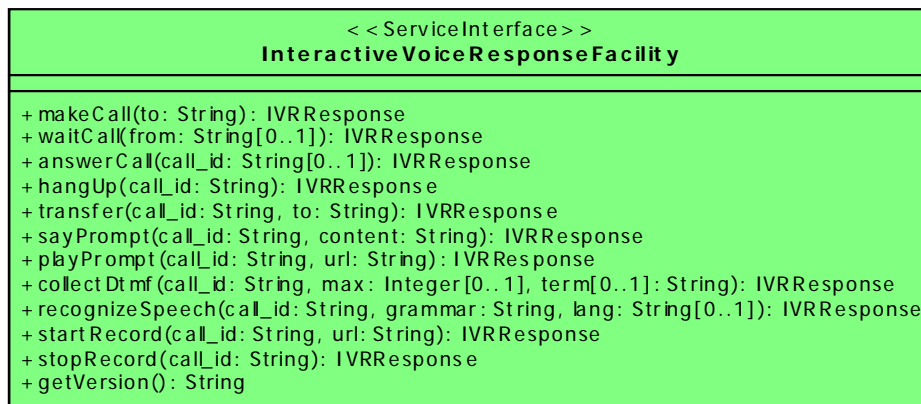 <<ServiceInterface>>
InteractiveVoiceResponseFacility
+makeCall(to: String): IVRResponse
+waitCall(from: String[0..1]): IVRResponse
+answerCall(call_id: String[0..1]): IVRResponse
+hangUp(call_id: String): IVRResponse
+transfer(call_id: String, to: String): IVRResponse
+sayPrompt(call_id: String, content: String): IVRResponse
+playPrompt(call_id: String, url: String): IVRResponse
+collectDtmf(call_id: String, max: Integer[0..1], term[0..1]: String): IVRResponse
+recognizeSpeech(call_id: String, grammar: String, lang: String[0..1]): IVRResponse
+startRecord(call_id: String, url: String): IVRResponse
+stopRecord(call_id: String): IVRResponse
+getVersion(): String